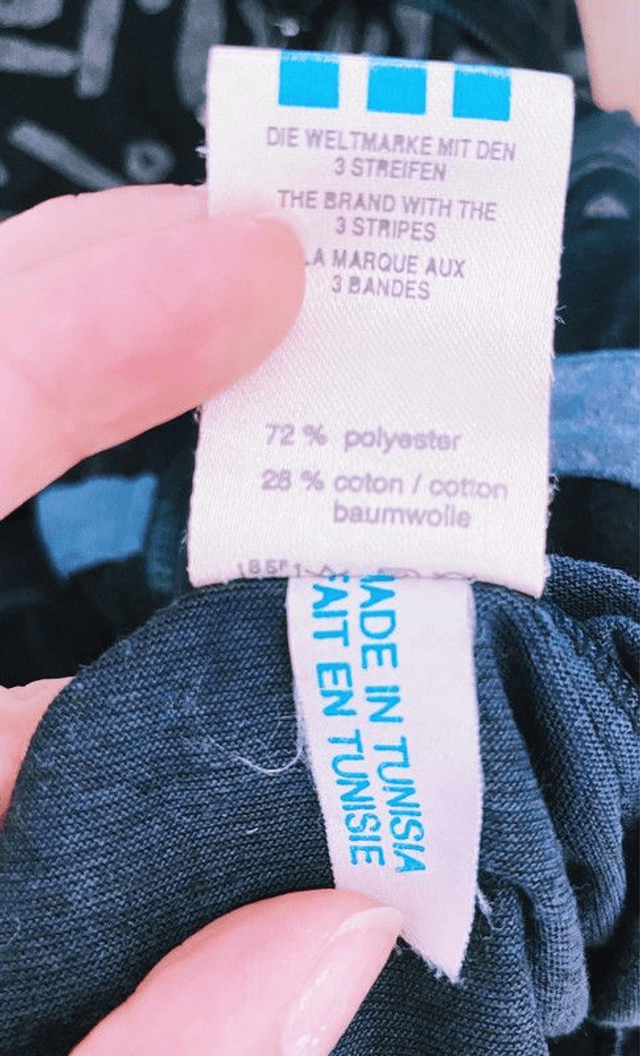 DIE WELTMARKE MIT DEN
3 STREIFEN
THE BRAND WITH THE
3 STRIPES
LA MARQUE AUX
3 BANDES
72 % polyester
28 % coton / cotton
baumwolle
MADE IN TUNISIA
FAIT EN TUNISIE